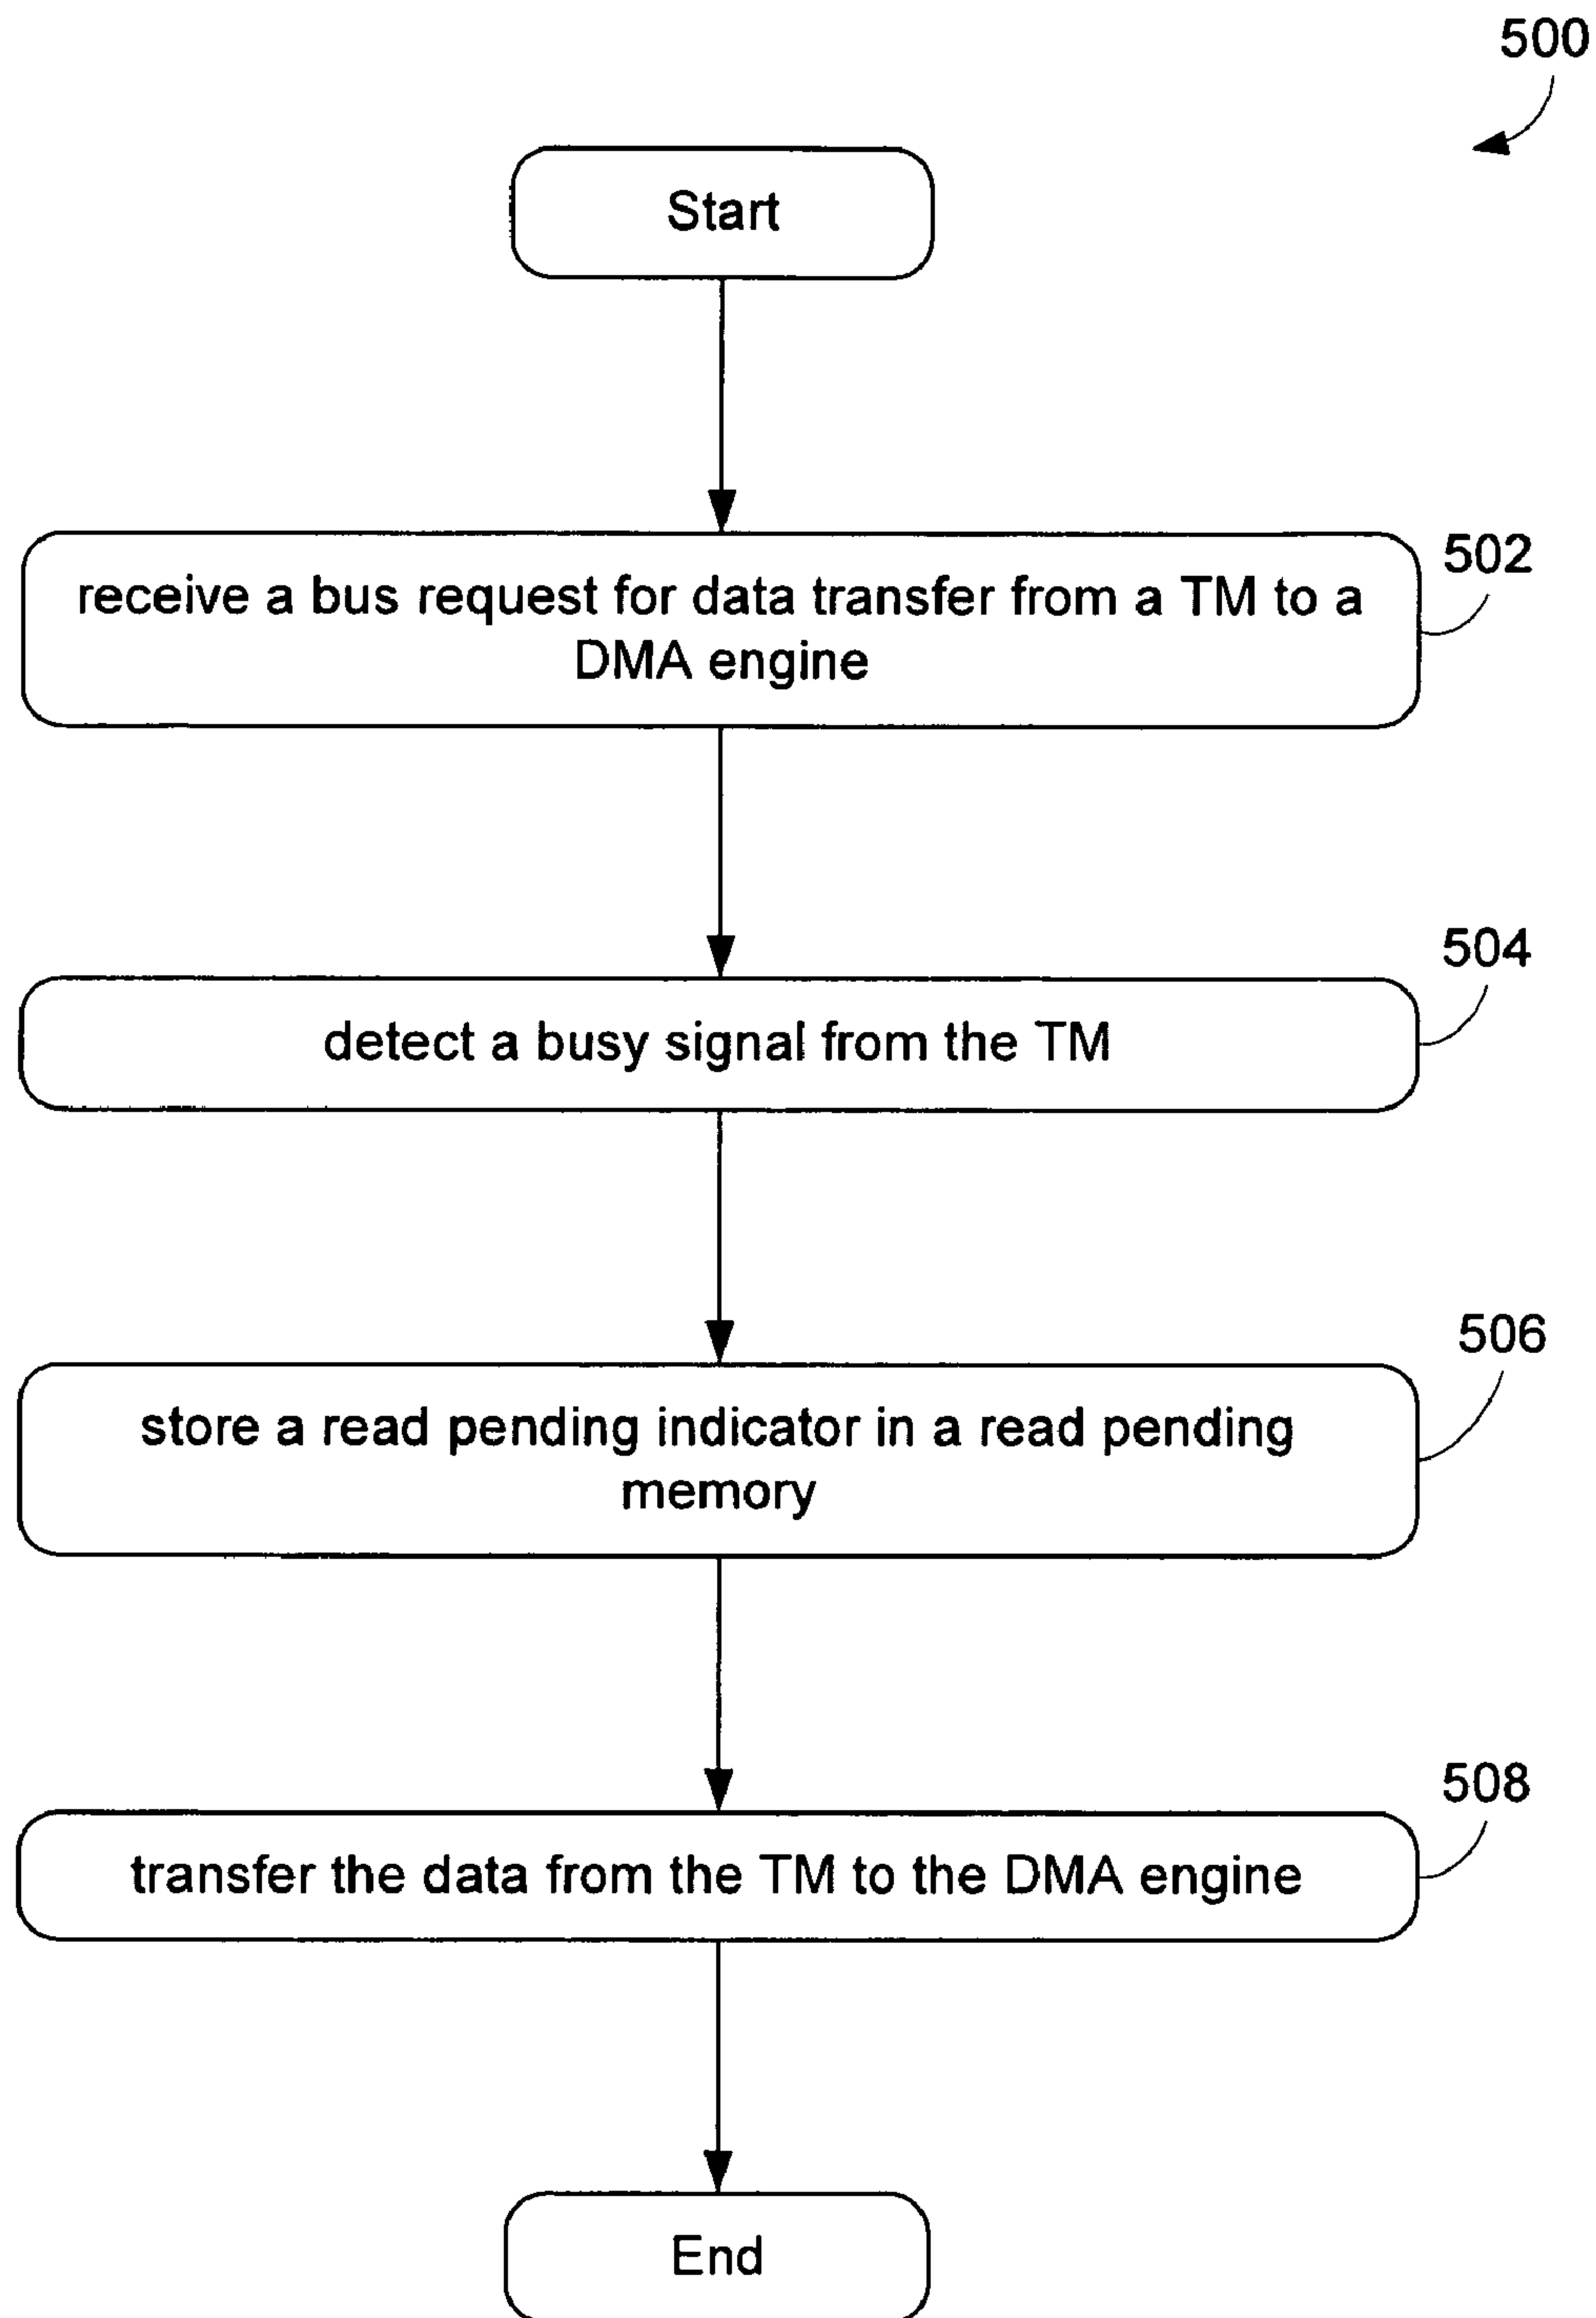 500
Start
receive a bus request for data transfer from a TM to a
DMA engine
502
detect a busy signal from the TM
504
store a read pending indicator in a read pending
memory
506
transfer the data from the TM to the DMA engine
508
End